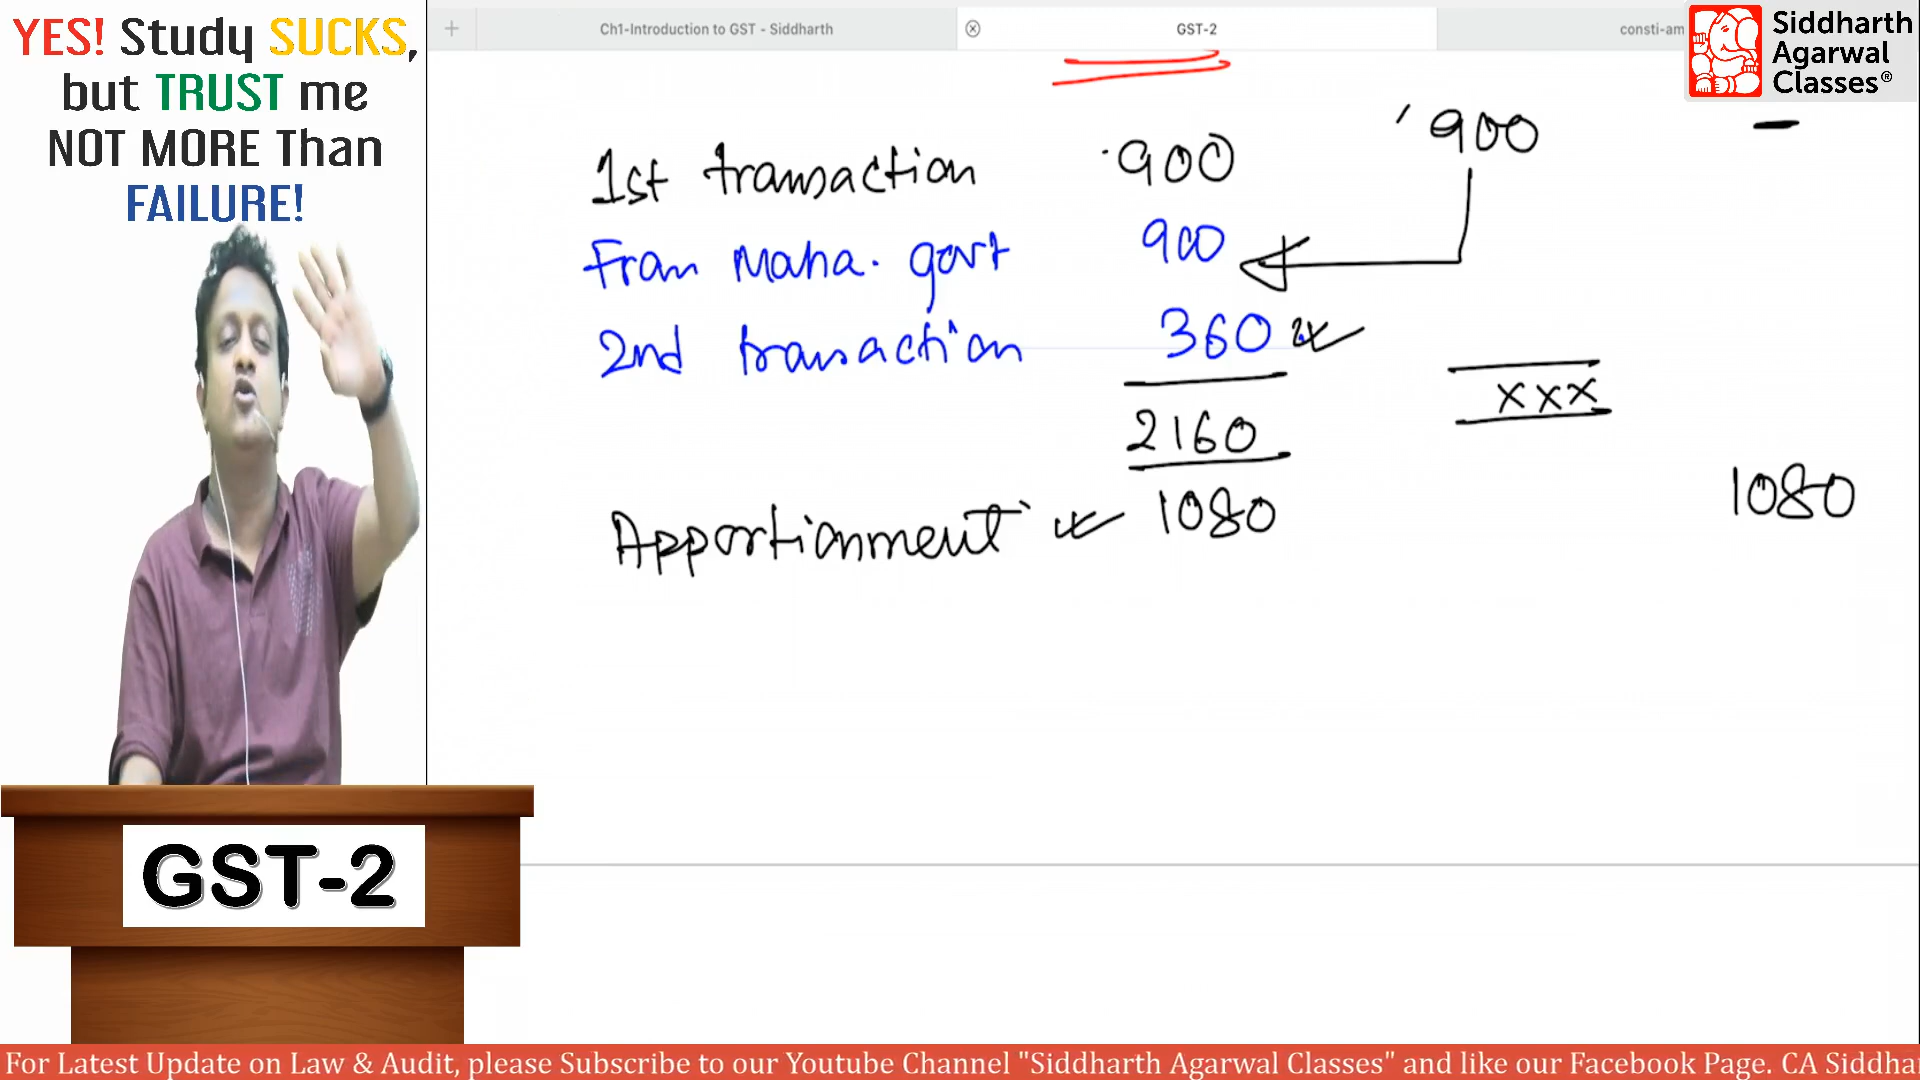 YES! Study SUCKS,
but TRUST me
NOT MORE Than
FAILURE!
Ch1-Introduction to GST - Siddharth
GST-2
consti-am
Siddharth
Agarwal
Classes®
1st transaction 900 900 -
From Maha. govt 900
2nd transaction 360
xxx
2160
Apportionment 1080 1080
GST-2
For Latest Update on Law & Audit, please Subscribe to our Youtube Channel "Siddharth Agarwal Classes" and like our Facebook Page. CA Siddha